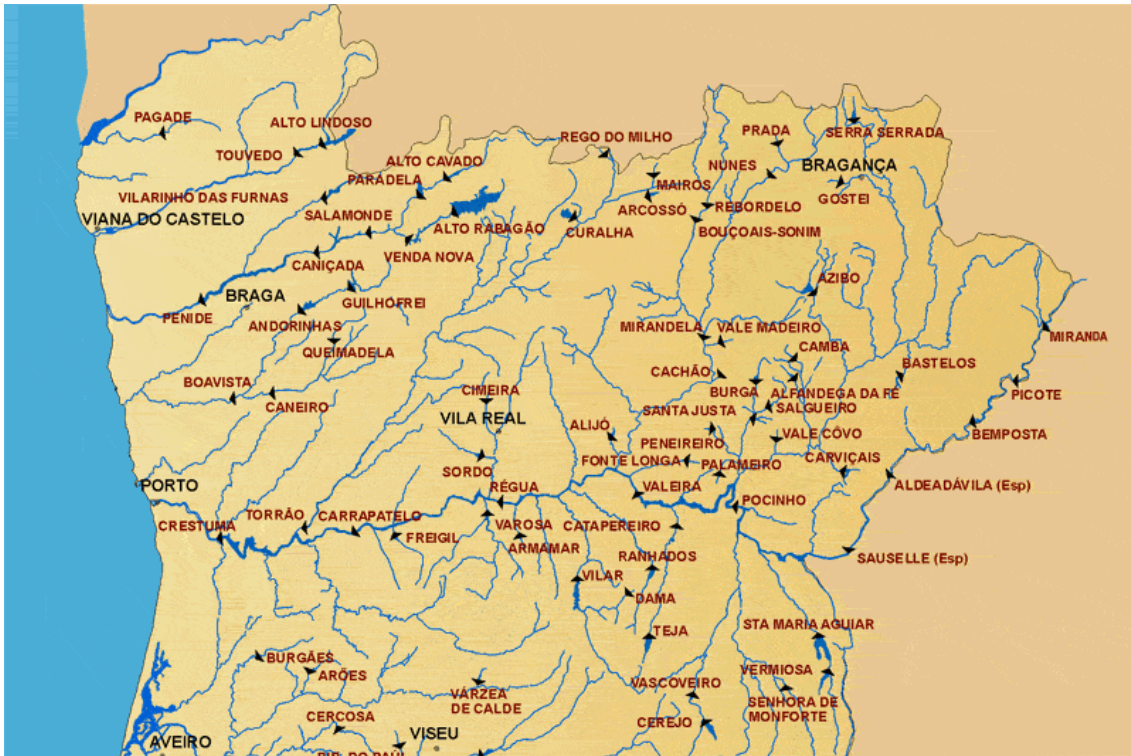 PAGADE
ALTO LINDOSO
TOUVEDO
REGO DO MILHO
PRADA
SERRA SERRADA
ALTO CAVADO
NUNES
BRAGANÇA
PARADELA
MAIROS
GOSTEI
VILARINHO DAS FURNAS
ARCOSSÓ
REBORDELO
VIANA DO CASTELO
SALAMONDE
ALTO RABAGÃO
CURALHA
BOUÇOAIS-SONIM
VENDA NOVA
CANIÇADA
AZIBO
BRAGA
GUILHOFREI
PENIDE
ANDORINHAS
MIRANDELA
VALE MADEIRO
MIRANDA
QUEIMADELA
CAMBA
BASTELOS
CACHÃO
BOAVISTA
CIMEIRA
BURGA
ALFANDEGA DA FÉ
PICOTE
CANEIRO
SALGUEIRO
VILA REAL
SANTA JUSTA
ALIJÓ
VALE CÔVO
BEMPOSTA
PENEIREIRO
FONTE LONGA
CARVIÇAIS
SORDO
PALAMEIRO
PORTO
RÉGUA
VALEIRA
ALDEADÁVILA (Esp)
POCINHO
TORRÃO
CARRAPATELO
CRESTUMA
VAROSA
CATAPEREIRO
FREIGIL
ARMAMAR
RANHADOS
SAUSELLE (Esp)
VILAR
DAMA
STA MARIA AGUIAR
TEJA
BURGÃES
ARÕES
VERMIOSA
VASCOVEIRO
VÁRZEA
DE CALDE
SENHORA DE
MONFORTE
CERCOSA
CEREJO
VISEU
AVEIRO